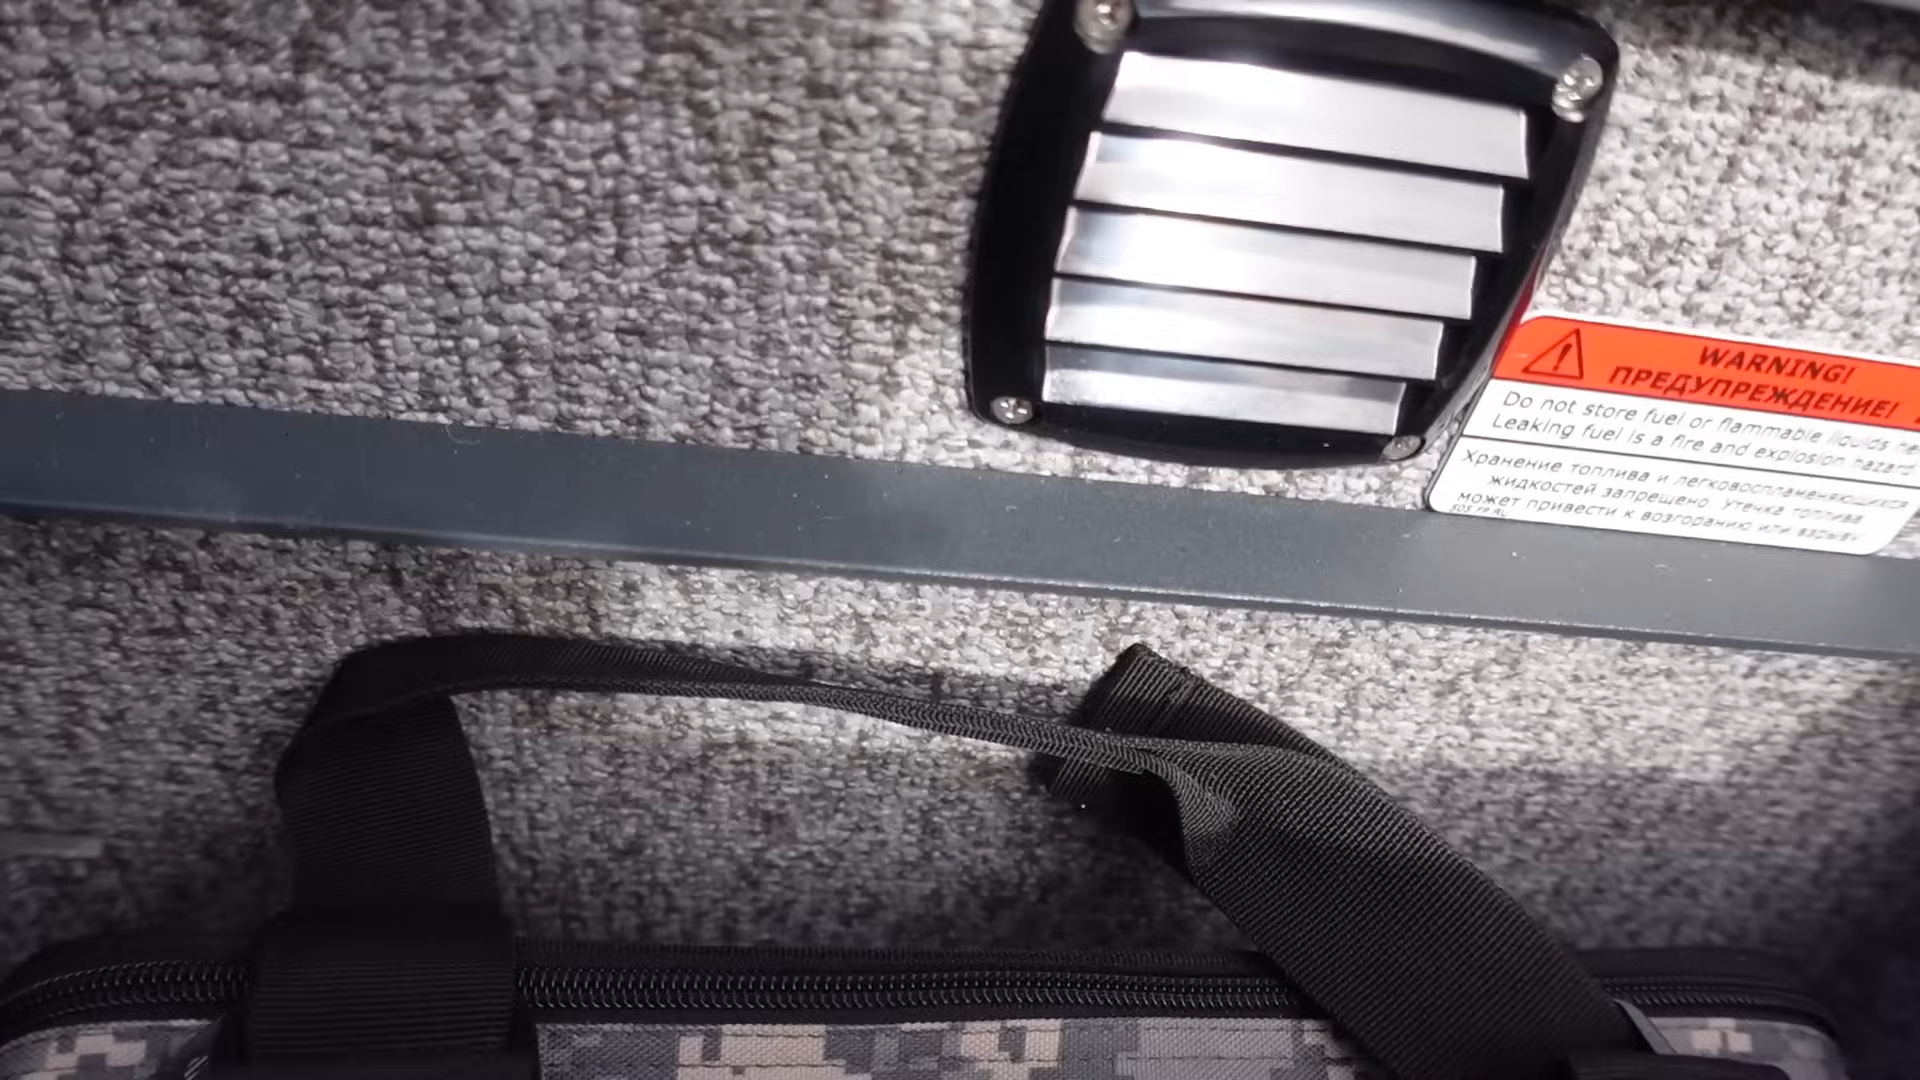 WARNING!
ПРЕДУПРЕЖДЕНИЕ!
Do not store fuel or flammable liquids
Leaking fuel is a fire and explosion hazard
Хранение топлива и легковоспламеняющихся
жидкостей запрещено. Утечка топлива
может привести к возгоранию или взрыву